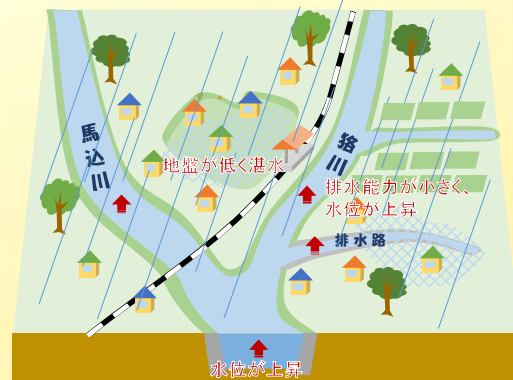 馬込川
狢川
地盤が低く湛水
排水能力が小さく、
水位が上昇
排水路
水位が上昇